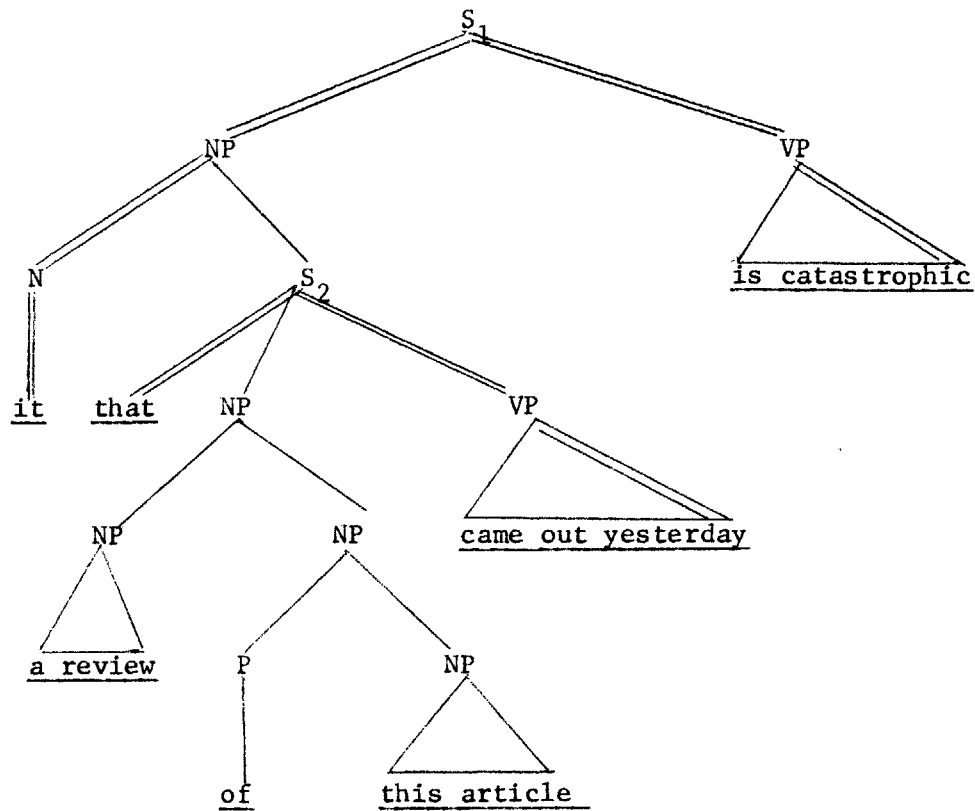 S1
NP VP
N S2 is catastrophic
it that NP VP
NP NP came out yesterday
a review P NP
of this article